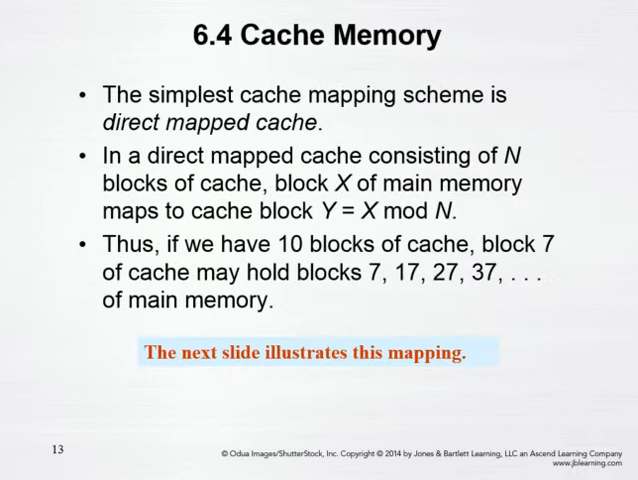 6.4 Cache Memory
• The simplest cache mapping scheme is
direct mapped cache.
• In a direct mapped cache consisting of N
blocks of cache, block X of main memory
maps to cache block Y = X mod N.
• Thus, if we have 10 blocks of cache, block 7
of cache may hold blocks 7, 17, 27, 37, . . .
of main memory.
The next slide illustrates this mapping.
13
© Odua Images/ShutterStock, Inc. Copyright © 2014 by Jones & Bartlett Learning, LLC an Ascend Learning Company
www.jblearning.com